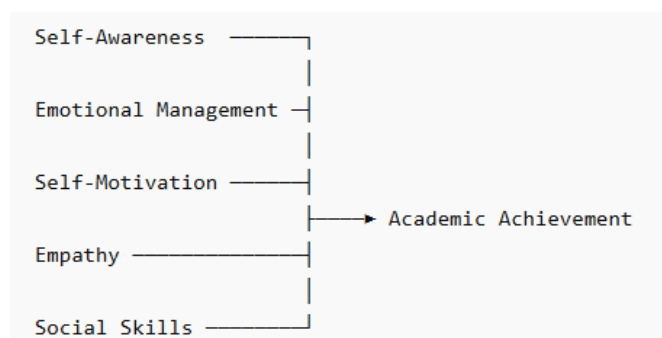 Self-Awareness
Emotional Management
Self-Motivation
Academic Achievement
Empathy
Social Skills